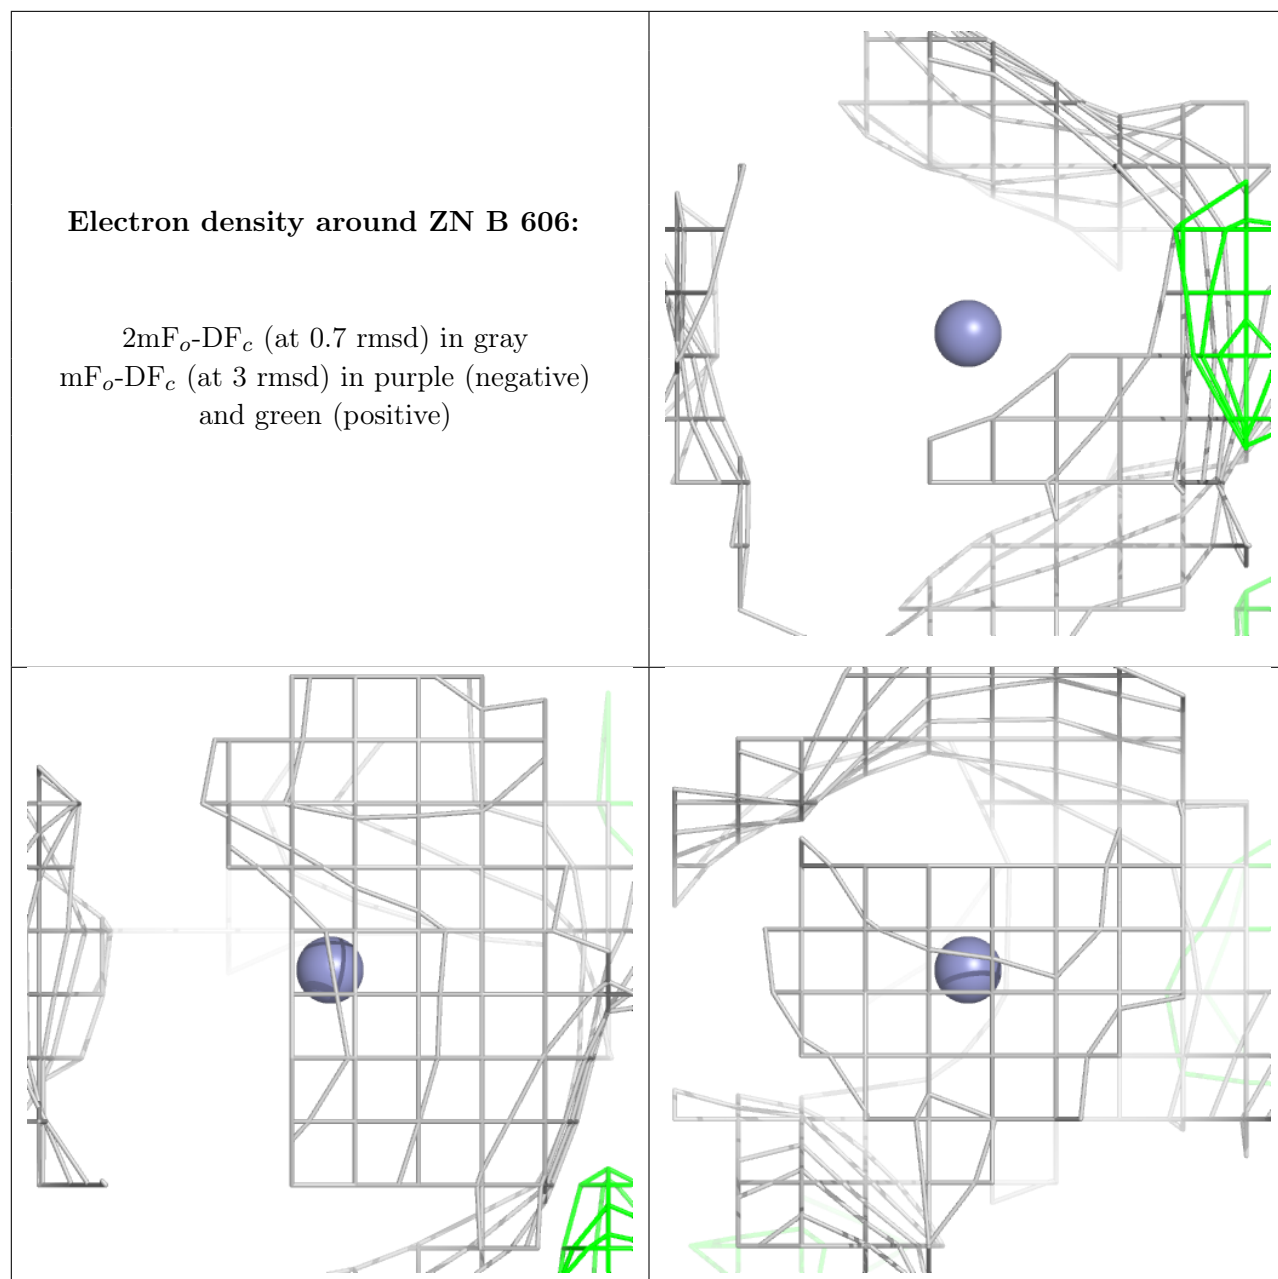 Electron density around ZN B 606:
2mFo-DFc (at 0.7 rmsd) in gray
mFo-DFc (at 3 rmsd) in purple (negative)
and green (positive)